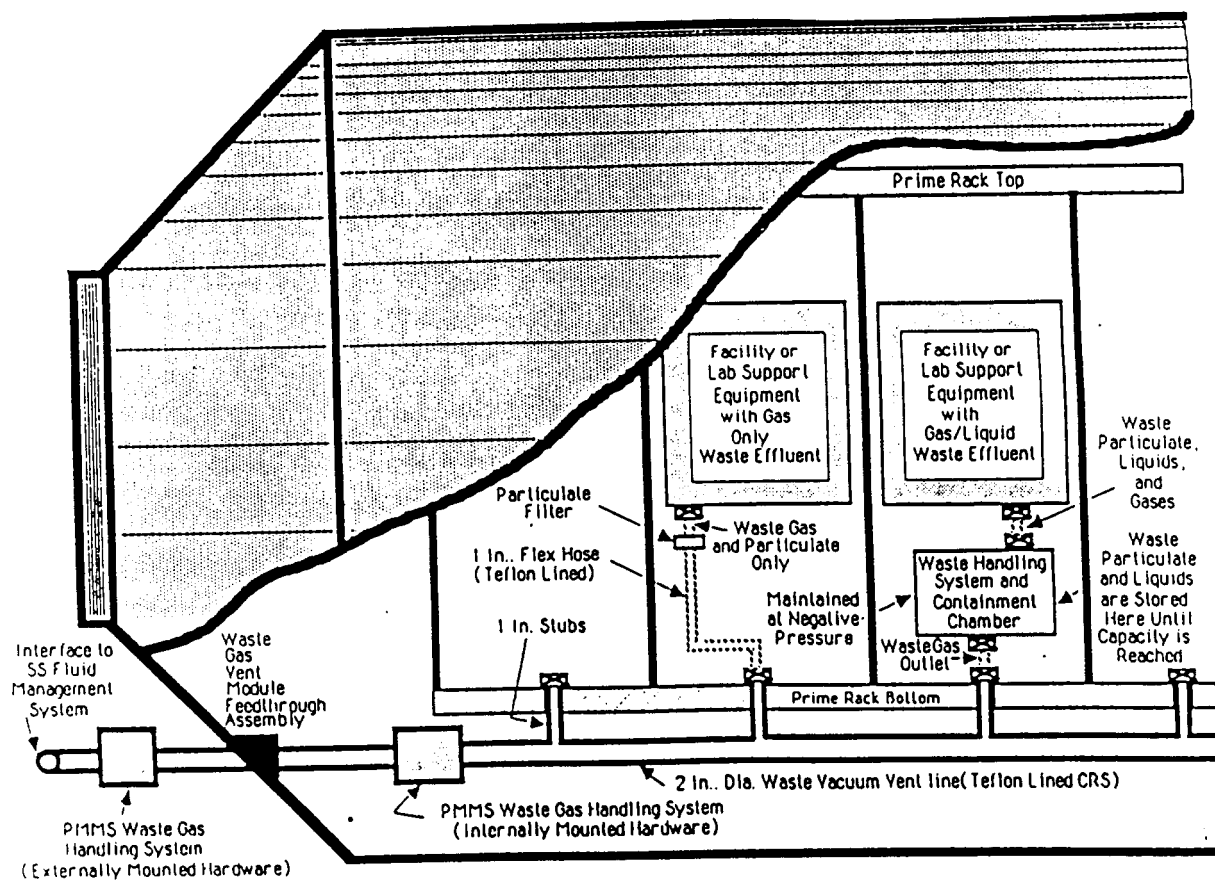 Prime Rack Top
Facility or
Lab Support
Equipment
with Gas
Only
Waste Effluent
Facility or
Lab Support
Equipment
with
Gas/Liquid
Waste Effluent
Waste
Particulate,
Liquids,
and
Gases
Particulate
Filter
Waste Gas
and Particulate
Only
1 In.. Flex Hose
(Teflon Lined)
1 In. Stubs
Maintained
at Negative
Pressure
Waste Handling
System and
Containment
Chamber
Waste
Particulate
and Liquids
are Stored
Here Until
Capacity is
Reached
Waste Gas
Outlet
Prime Rack Bottom
Interface to
SS Fluid
Management
System
Waste
Gas
Vent
Module
Feedthrough
Assembly
2 In.. Dia. Waste Vacuum Vent line(Teflon Lined CRS)
PMMS Waste Gas Handling System
(Internally Mounted Hardware)
PMMS Waste Gas
Handling System
(Externally Mounted Hardware)